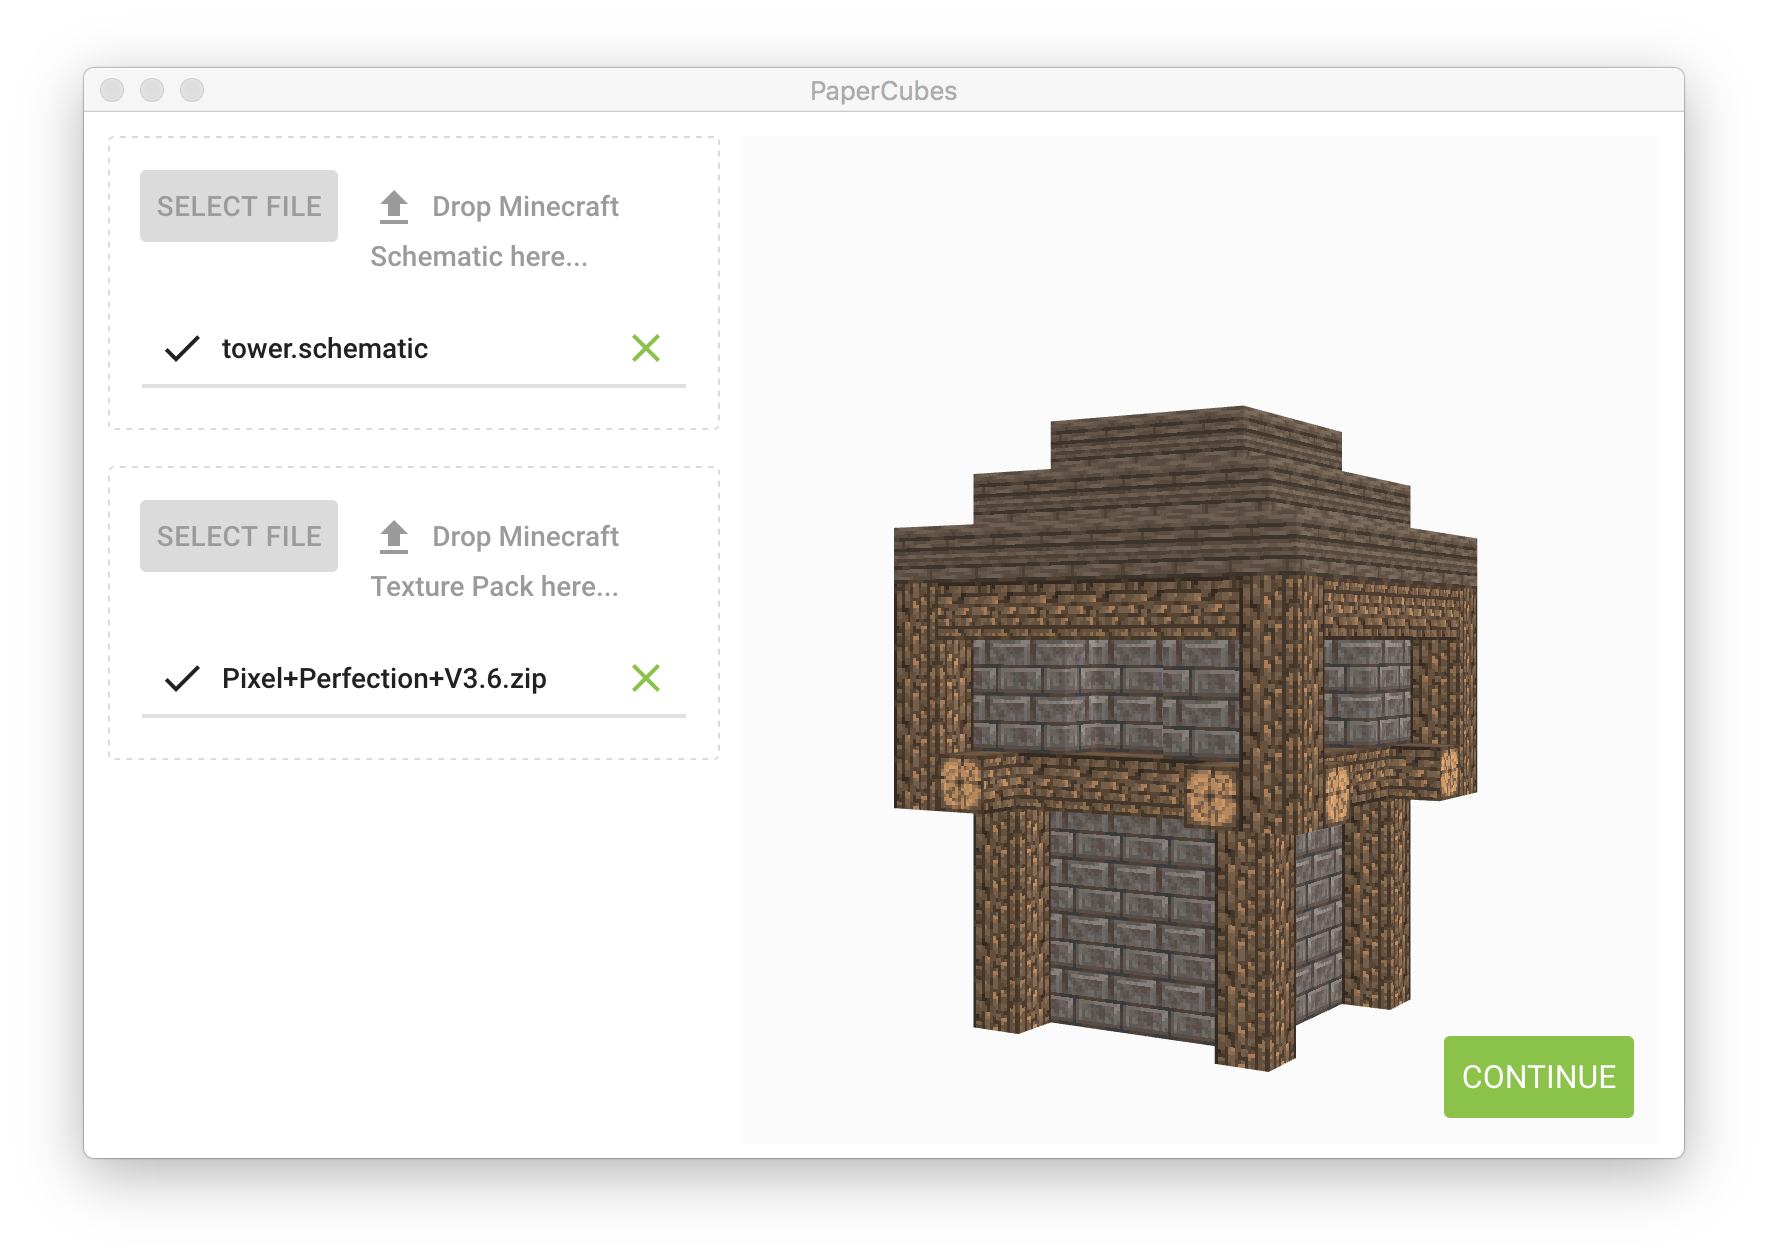 PaperCubes
SELECT FILE
Drop Minecraft
Schematic here...
tower.schematic
SELECT FILE
Drop Minecraft
Texture Pack here...
Pixel+Perfection+V3.6.zip
CONTINUE